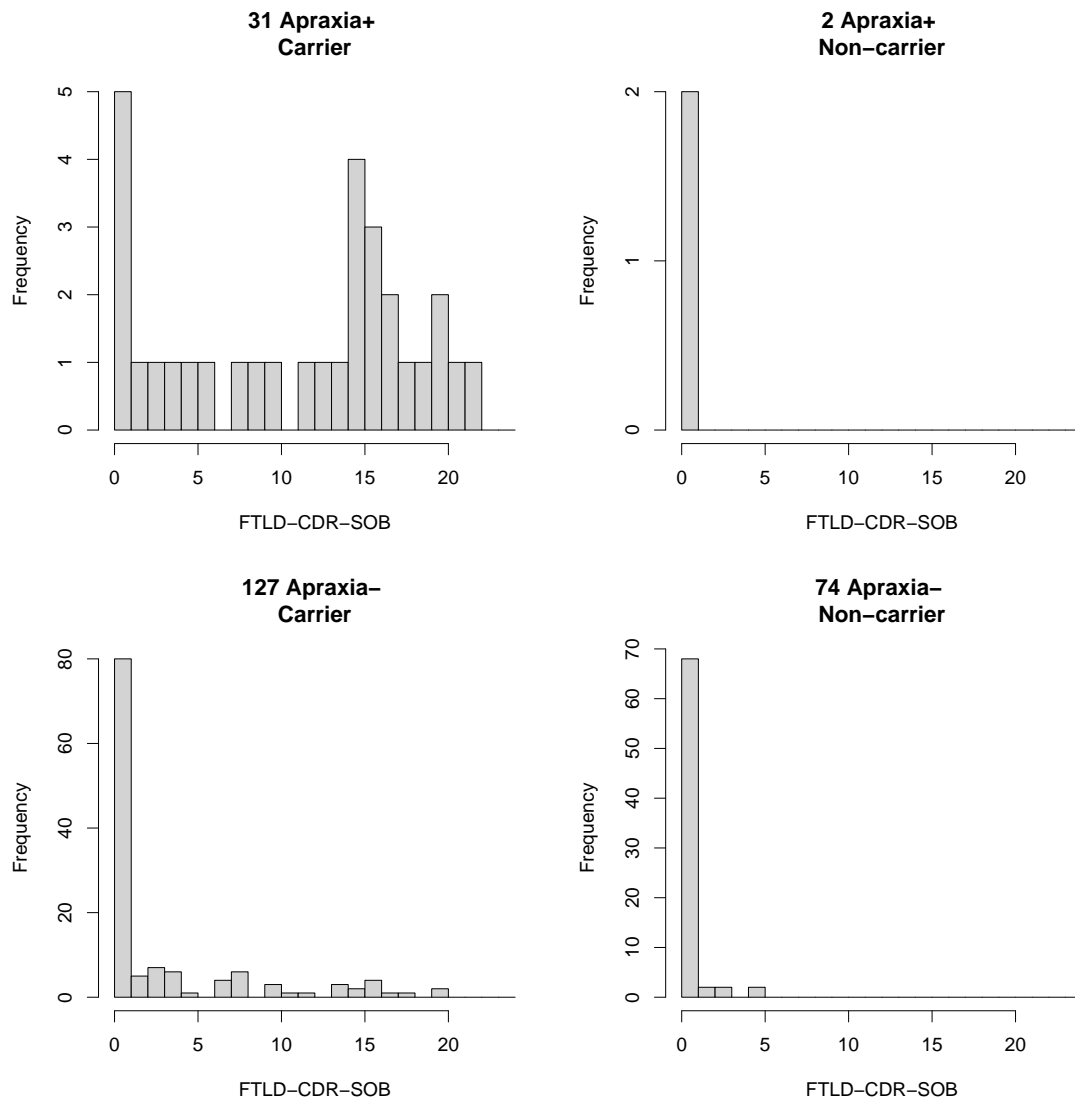 31 Apraxia+
Carrier
Frequency
0
1
2
3
4
5
0 5 10 15 20
FTLD−CDR−SOB
2 Apraxia+
Non−carrier
Frequency
0
1
2
0 5 10 15 20
FTLD−CDR−SOB
127 Apraxia−
Carrier
Frequency
0
20
40
60
80
0 5 10 15 20
FTLD−CDR−SOB
74 Apraxia−
Non−carrier
Frequency
0
10
20
30
40
50
60
70
0 5 10 15 20
FTLD−CDR−SOB